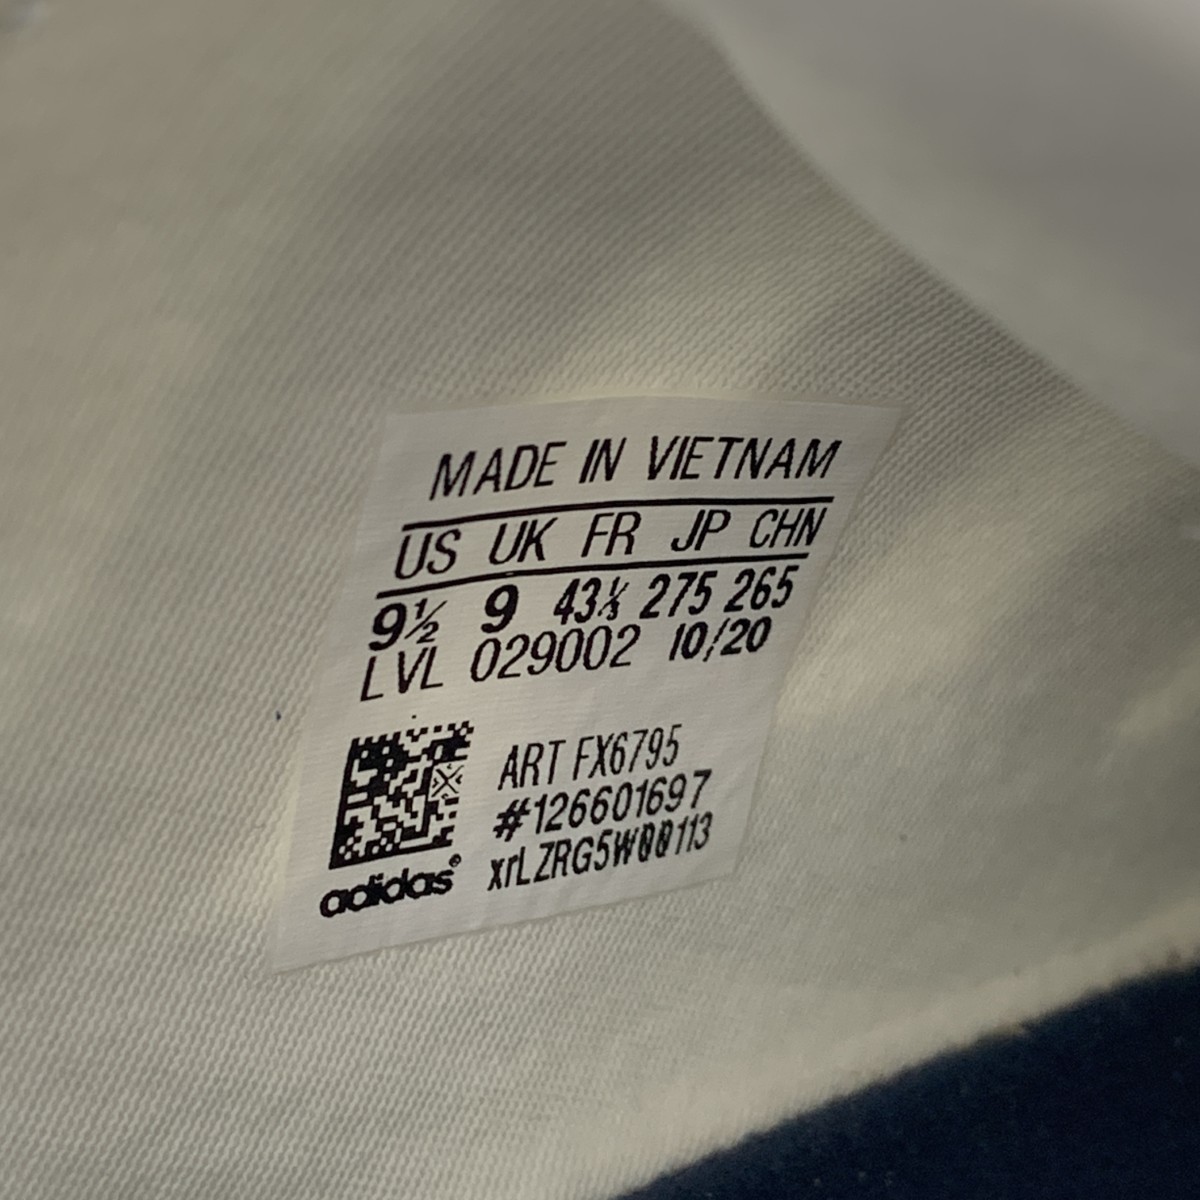 MADE IN VIETNAM
US UK FR JP CHN
9½ 9 43⅓ 275 265
LVL 029002 10/20
ART FX6795
#126601697
xrLZRG5W00113
adidas®